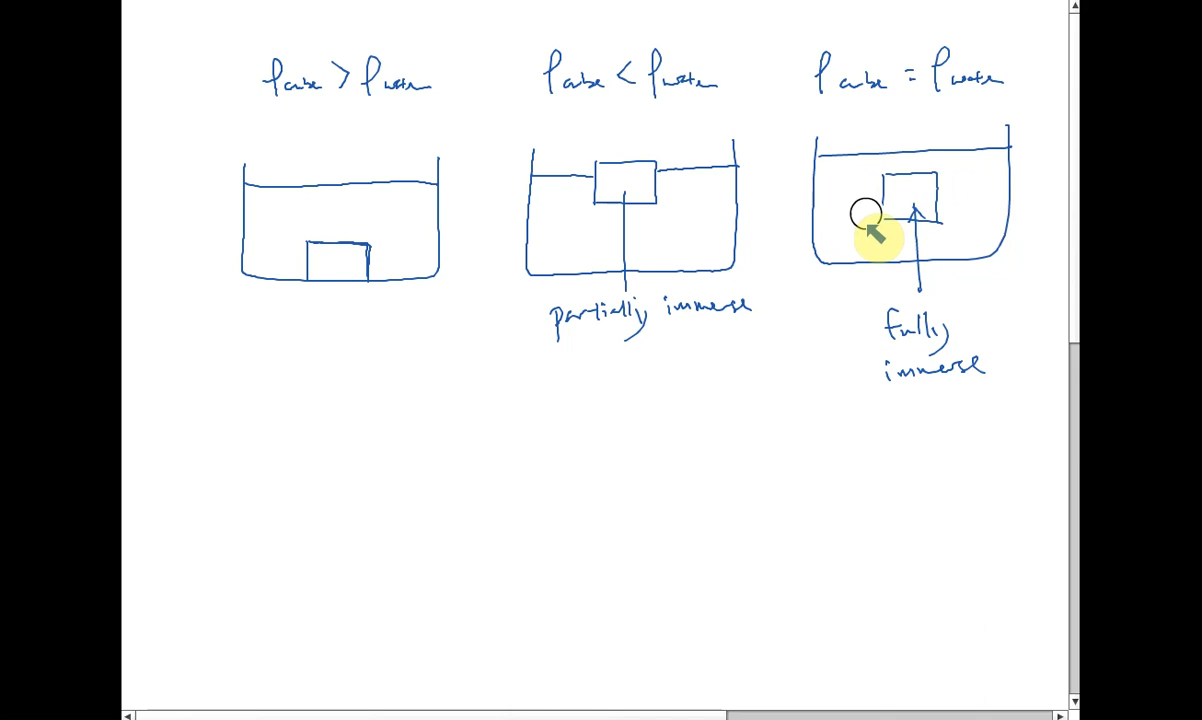 ρcube > ρwater
ρcube < ρwater
ρcube = ρwater
partially immerse
fully
immerse